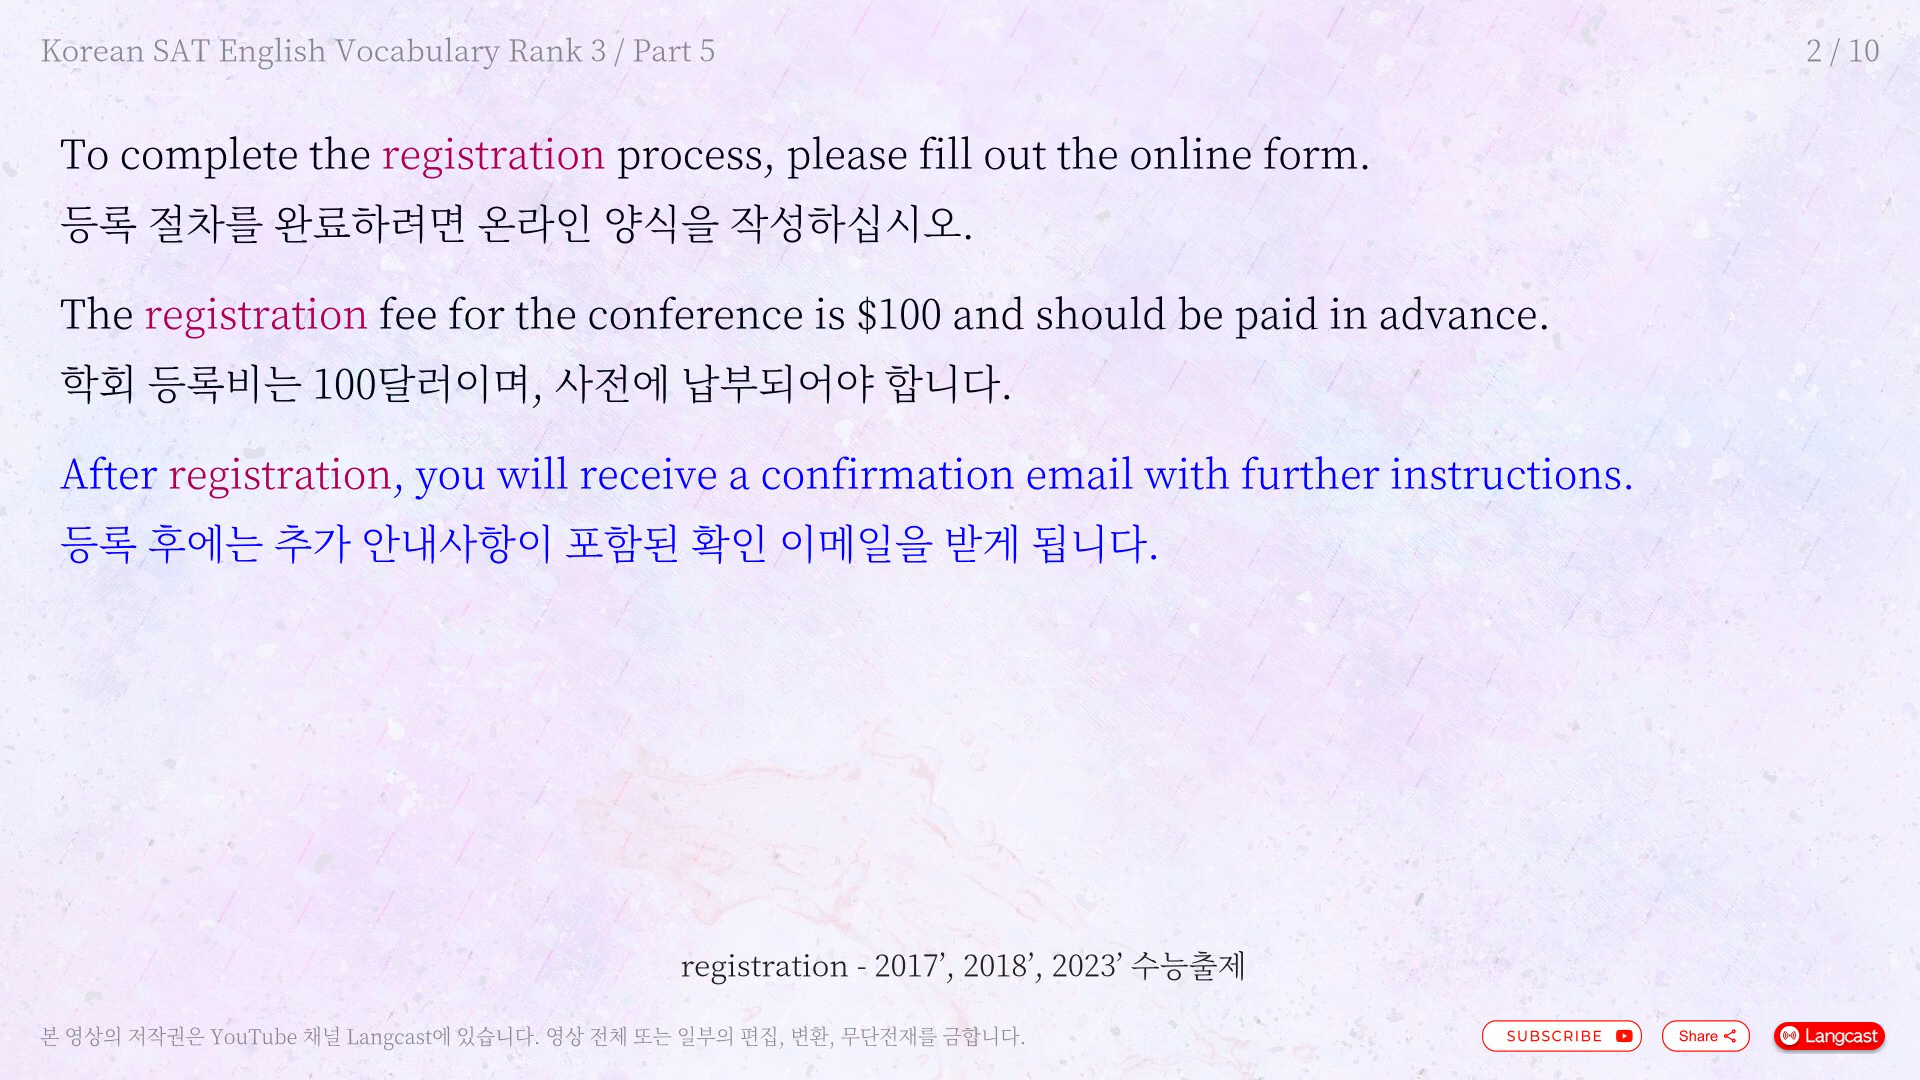 Korean SAT English Vocabulary Rank 3 / Part 5
2 / 10
To complete the registration process, please fill out the online form.
등록 절차를 완료하려면 온라인 양식을 작성하십시오.
The registration fee for the conference is $100 and should be paid in advance.
학회 등록비는 100달러이며, 사전에 납부되어야 합니다.
After registration, you will receive a confirmation email with further instructions.
등록 후에는 추가 안내사항이 포함된 확인 이메일을 받게 됩니다.
registration - 2017’, 2018’, 2023’ 수능출제
본 영상의 저작권은 YouTube 채널 Langcast에 있습니다. 영상 전체 또는 일부의 편집, 변환, 무단전재를 금합니다.
SUBSCRIBE
Share
Langcast